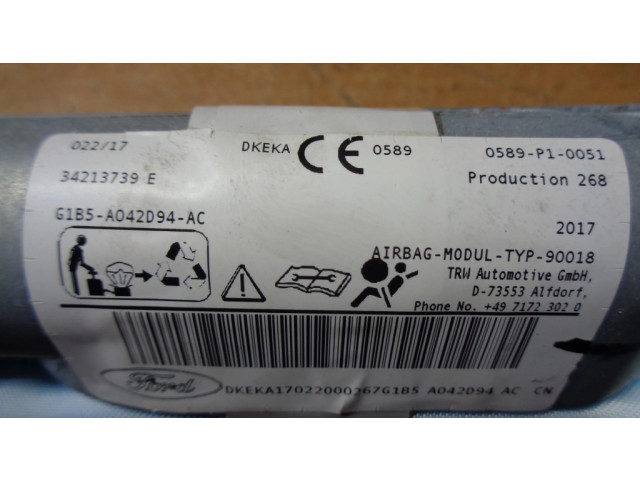 022/17
DKEKA CE 0589
0589-P1-0051
34213739 E
Production 268
G1B5-A042D94-AC
2017
AIRBAG-MODUL-TYP-90018
TRW Automotive GmbH,
D-73553 Alfdorf,
Phone No. +49 7172 302 0
Ford
DKEKA17022000267G1B5 A042D94 AC CN